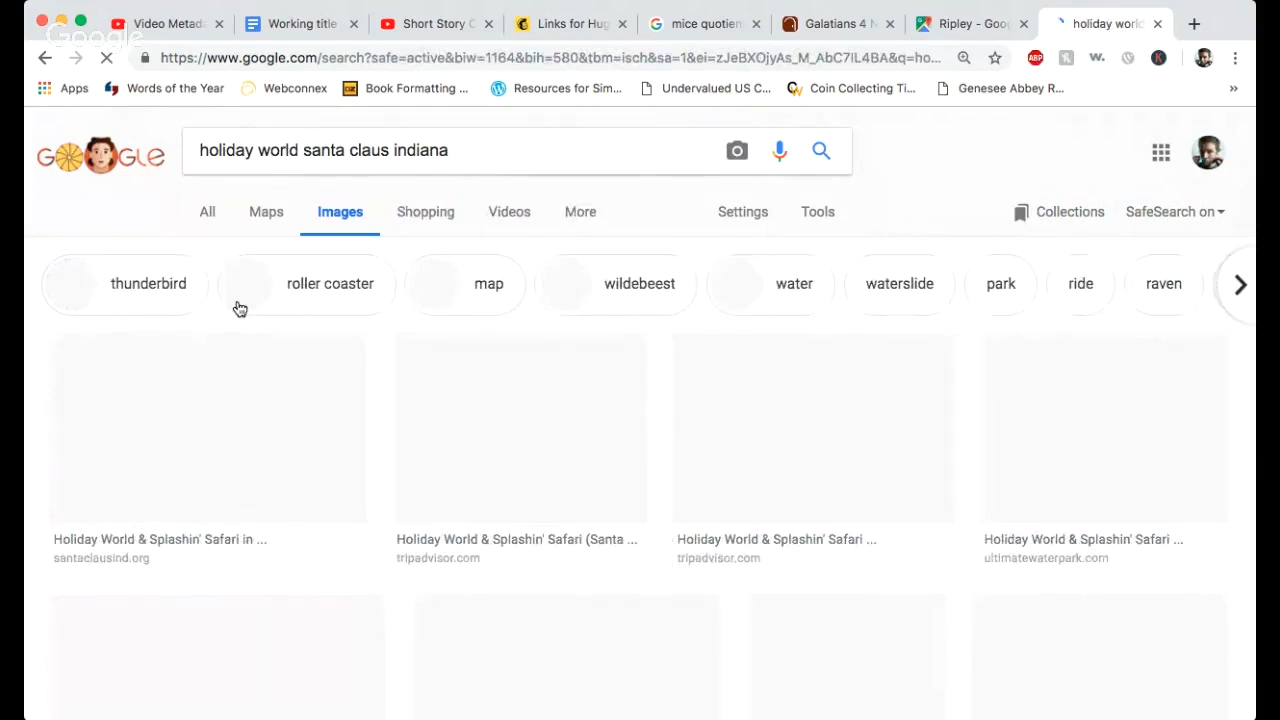 Video Metad
Working title
Short Story C
Links for Hug
mice quotien
Galatians 4 N
Ripley - Goo
holiday world
Google
https://www.google.com/search?safe=active&biw=1164&bih=580&tbm=isch&sa=1&ei=zJeBXOjyAs_M_AbC7IL4BA&q=ho...
ABP
w.
K
Apps
Words of the Year
Webconnex
Book Formatting ...
Resources for Sim...
Undervalued US C...
Coin Collecting Ti...
Genesee Abbey R...
»
GOOGLE
holiday world santa claus indiana
All
Maps
Images
Shopping
Videos
More
Settings
Tools
Collections
SafeSearch on
thunderbird
roller coaster
map
wildebeest
water
waterslide
park
ride
raven
Holiday World & Splashin' Safari in ...
santaclausind.org
Holiday World & Splashin' Safari (Santa ...
tripadvisor.com
Holiday World & Splashin' Safari ...
tripadvisor.com
Holiday World & Splashin' Safari ...
ultimatewaterpark.com